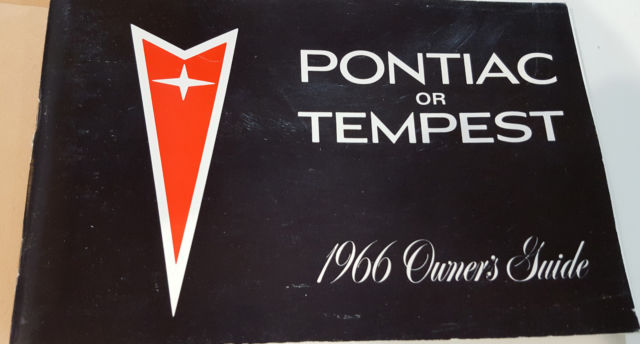 PONTIAC
OR
TEMPEST
1966 Owner's Guide